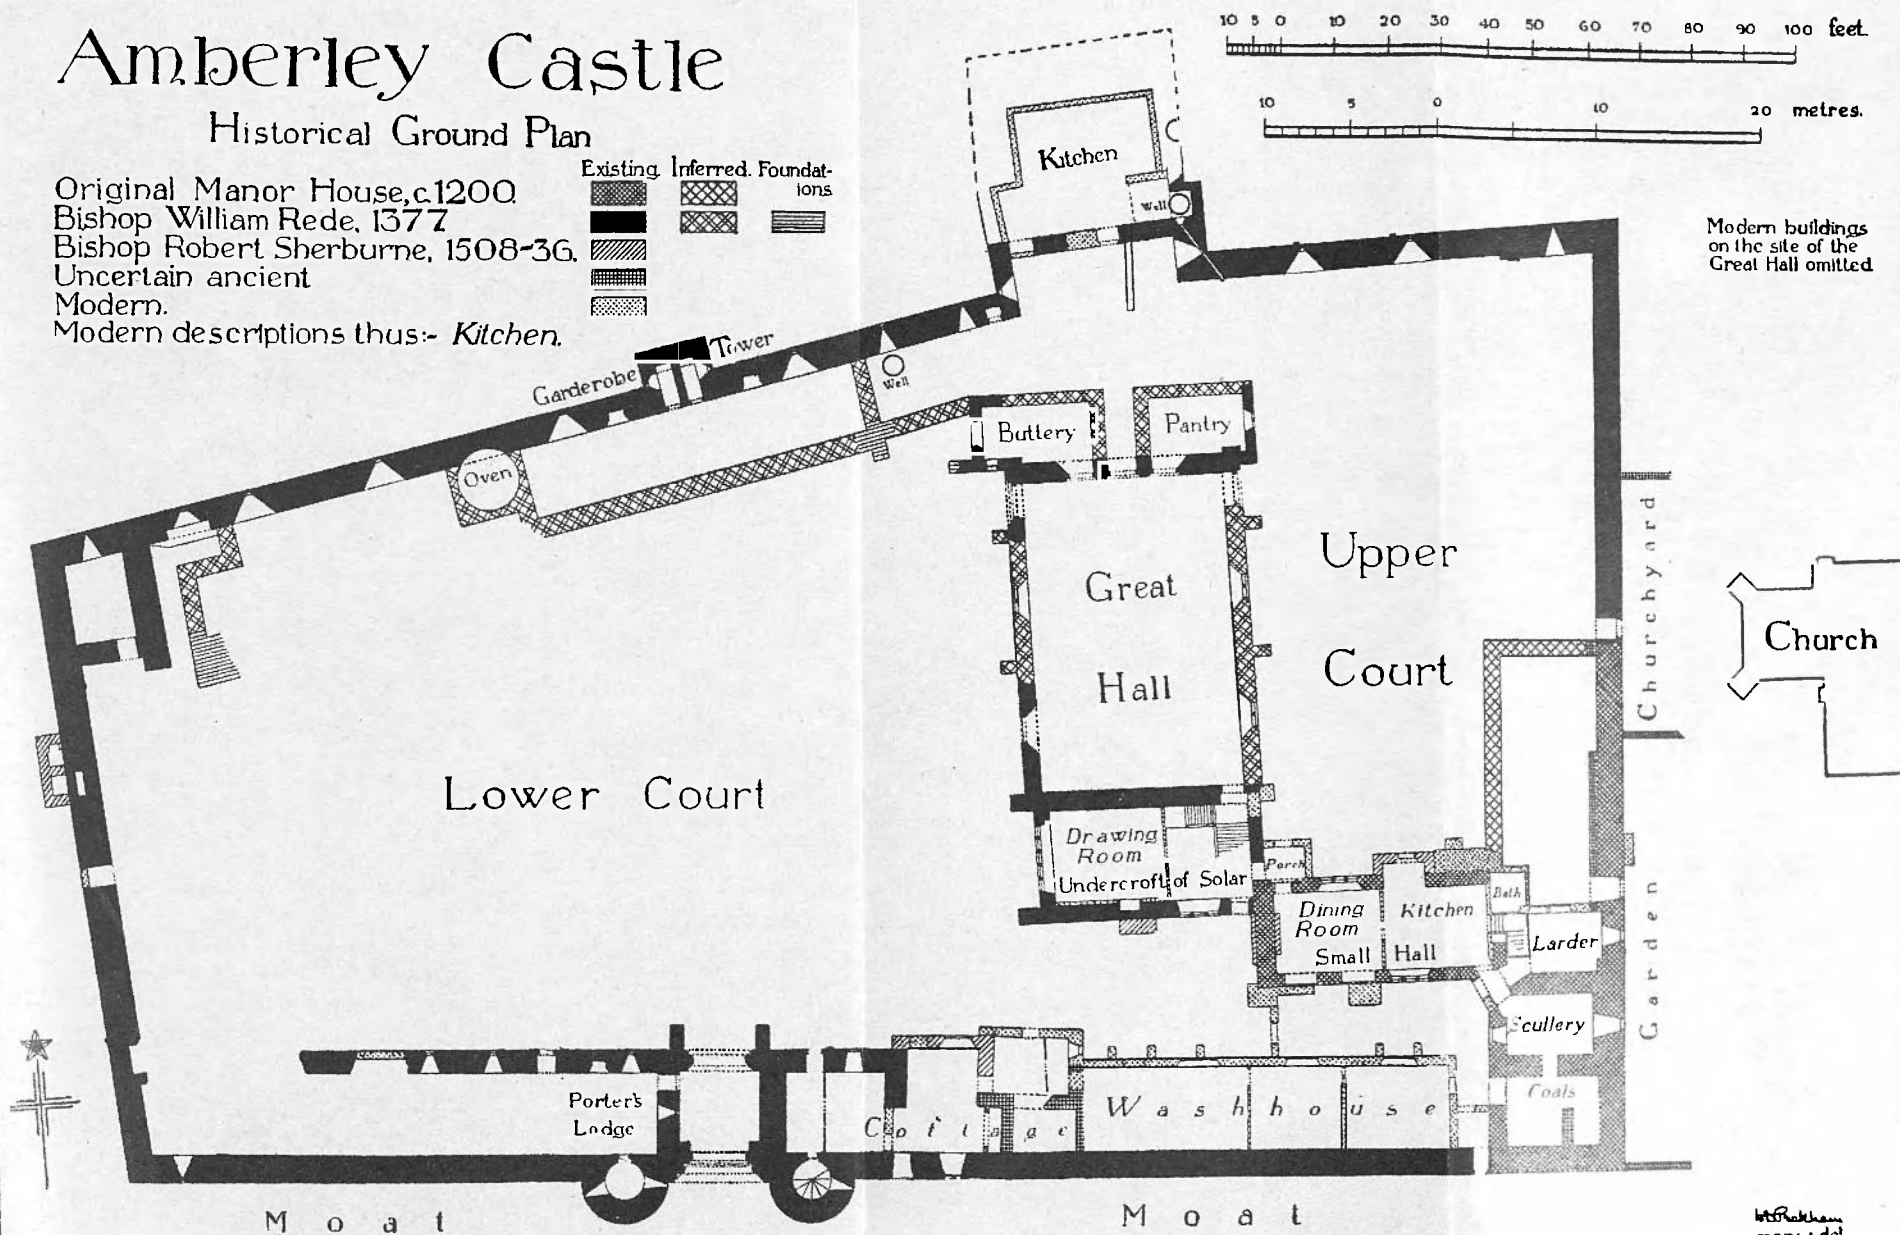 Amberley Castle
Historical Ground Plan
Existing. Inferred. Foundat-
ions
Original Manor House, c.1200.
Bishop William Rede, 1377
Bishop Robert Sherburne, 1508-36.
Uncertain ancient
Modern.
Modern descriptions thus:- Kitchen.
10 5 0 10 20 30 40 50 60 70 80 90 100 feet.
10 5 0 10 20 metres.
Modern buildings
on the site of the
Great Hall omitted
Kitchen
Well
Garderobe Tower
Well
Oven
Buttery
Pantry
Great
Hall
Upper
Court
Churchyard
Church
Lower Court
Drawing
Room
Undercroft of Solar
Porch
Dining
Room
Small
Kitchen
Hall
Bath
Larder
Scullery
Coals
Garden
Porter's
Lodge
Cottage
Washhouse
Moat
Moat